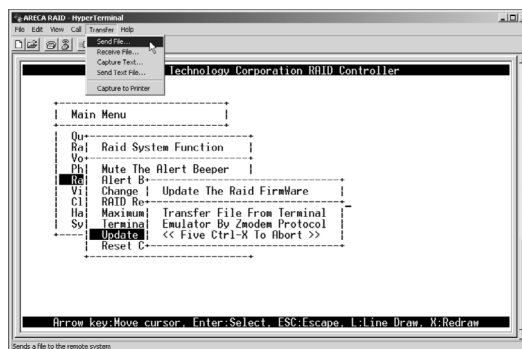 ARECA RAID - HyperTerminal
File Edit View Call Transfer Help
Send File...
Receive File...
Capture Text...
Send Text File...
Capture to Printer
Technology Corporation RAID Controller
Main Menu
Qu
Ra
Raid System Function
Vo
Ph
Mute The Alert Beeper
Ra
Alert B
Vi
Change
Update The Raid FirmWare
Cl
RAID Re
Ha
Maximum
Transfer File From Terminal
Sy
Termina
Emulator By Zmodem Protocol
Update
<< Five Ctrl-X To Abort >>
Reset C
Arrow key:Move cursor, Enter:Select, ESC:Escape, L:Line Draw, X:Redraw
Sends a file to the remote system